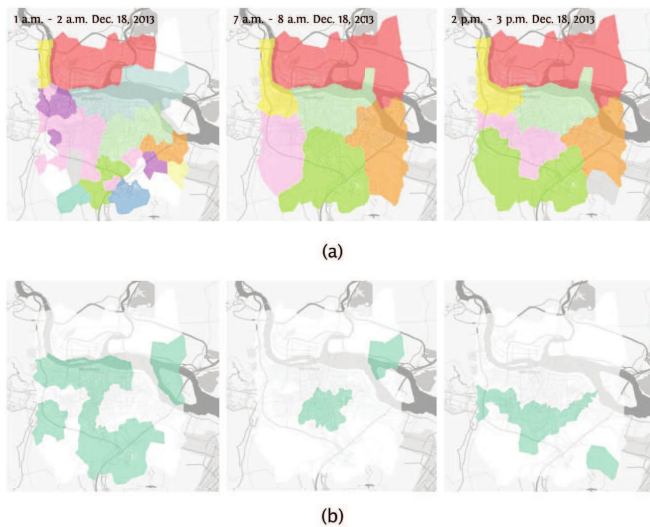 1 a.m. - 2 a.m. Dec. 18, 2013
7 a.m. - 8 a.m. Dec. 18, 2013
2 p.m. - 3 p.m. Dec. 18, 2013
(a)
(b)